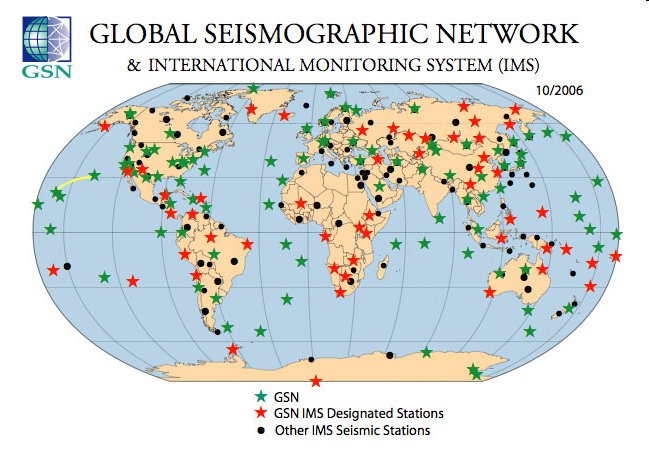 GLOBAL SEISMOGRAPHIC NETWORK
& INTERNATIONAL MONITORING SYSTEM (IMS)
GSN
10/2006
GSN
GSN IMS Designated Stations
Other IMS Seismic Stations